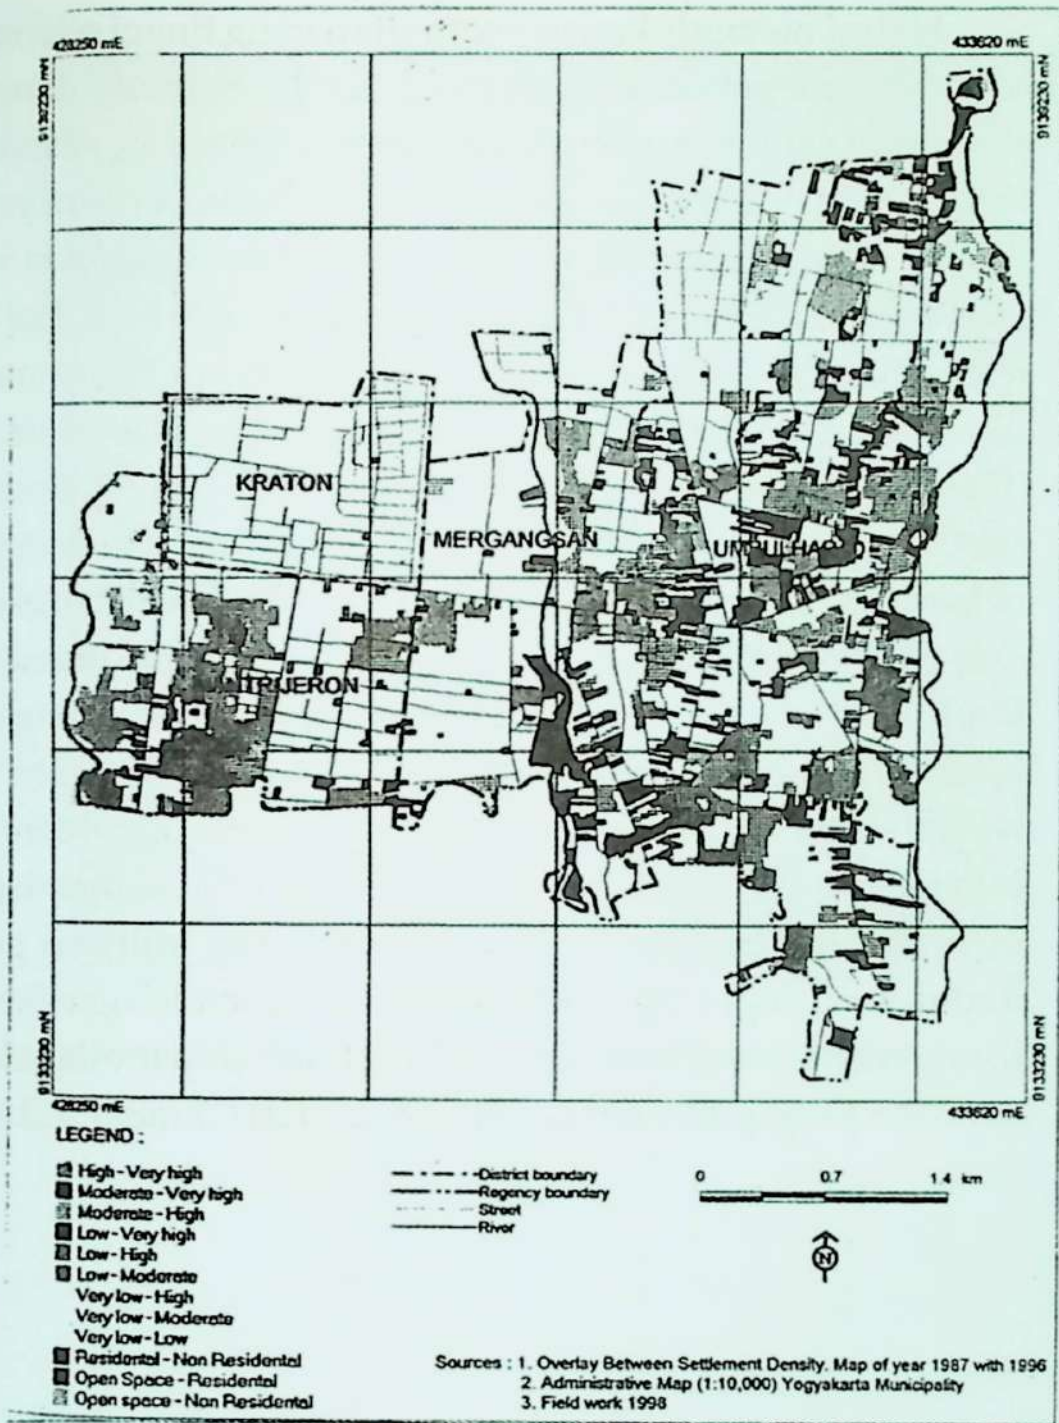 428250 mE
433620 mE
9139230 mN
9139230 mN
KRATON
MERGANGSAN
9133230 mN
9133230 mN
428250 mE
433620 mE
LEGEND :
High - Very high
Moderate - Very high
Moderate - High
Low - Very high
Low - High
Low - Moderate
Very low - High
Very low - Moderate
Very low - Low
Residental - Non Residental
Open Space - Residental
Open space - Non Residental
District boundary
Regency boundary
Street
River
0 0.7 1.4 km
N
Sources : 1. Overlay Between Settlement Density. Map of year 1987 with 1996
2. Administrative Map (1:10,000) Yogyakarta Municipality
3. Field work 1998